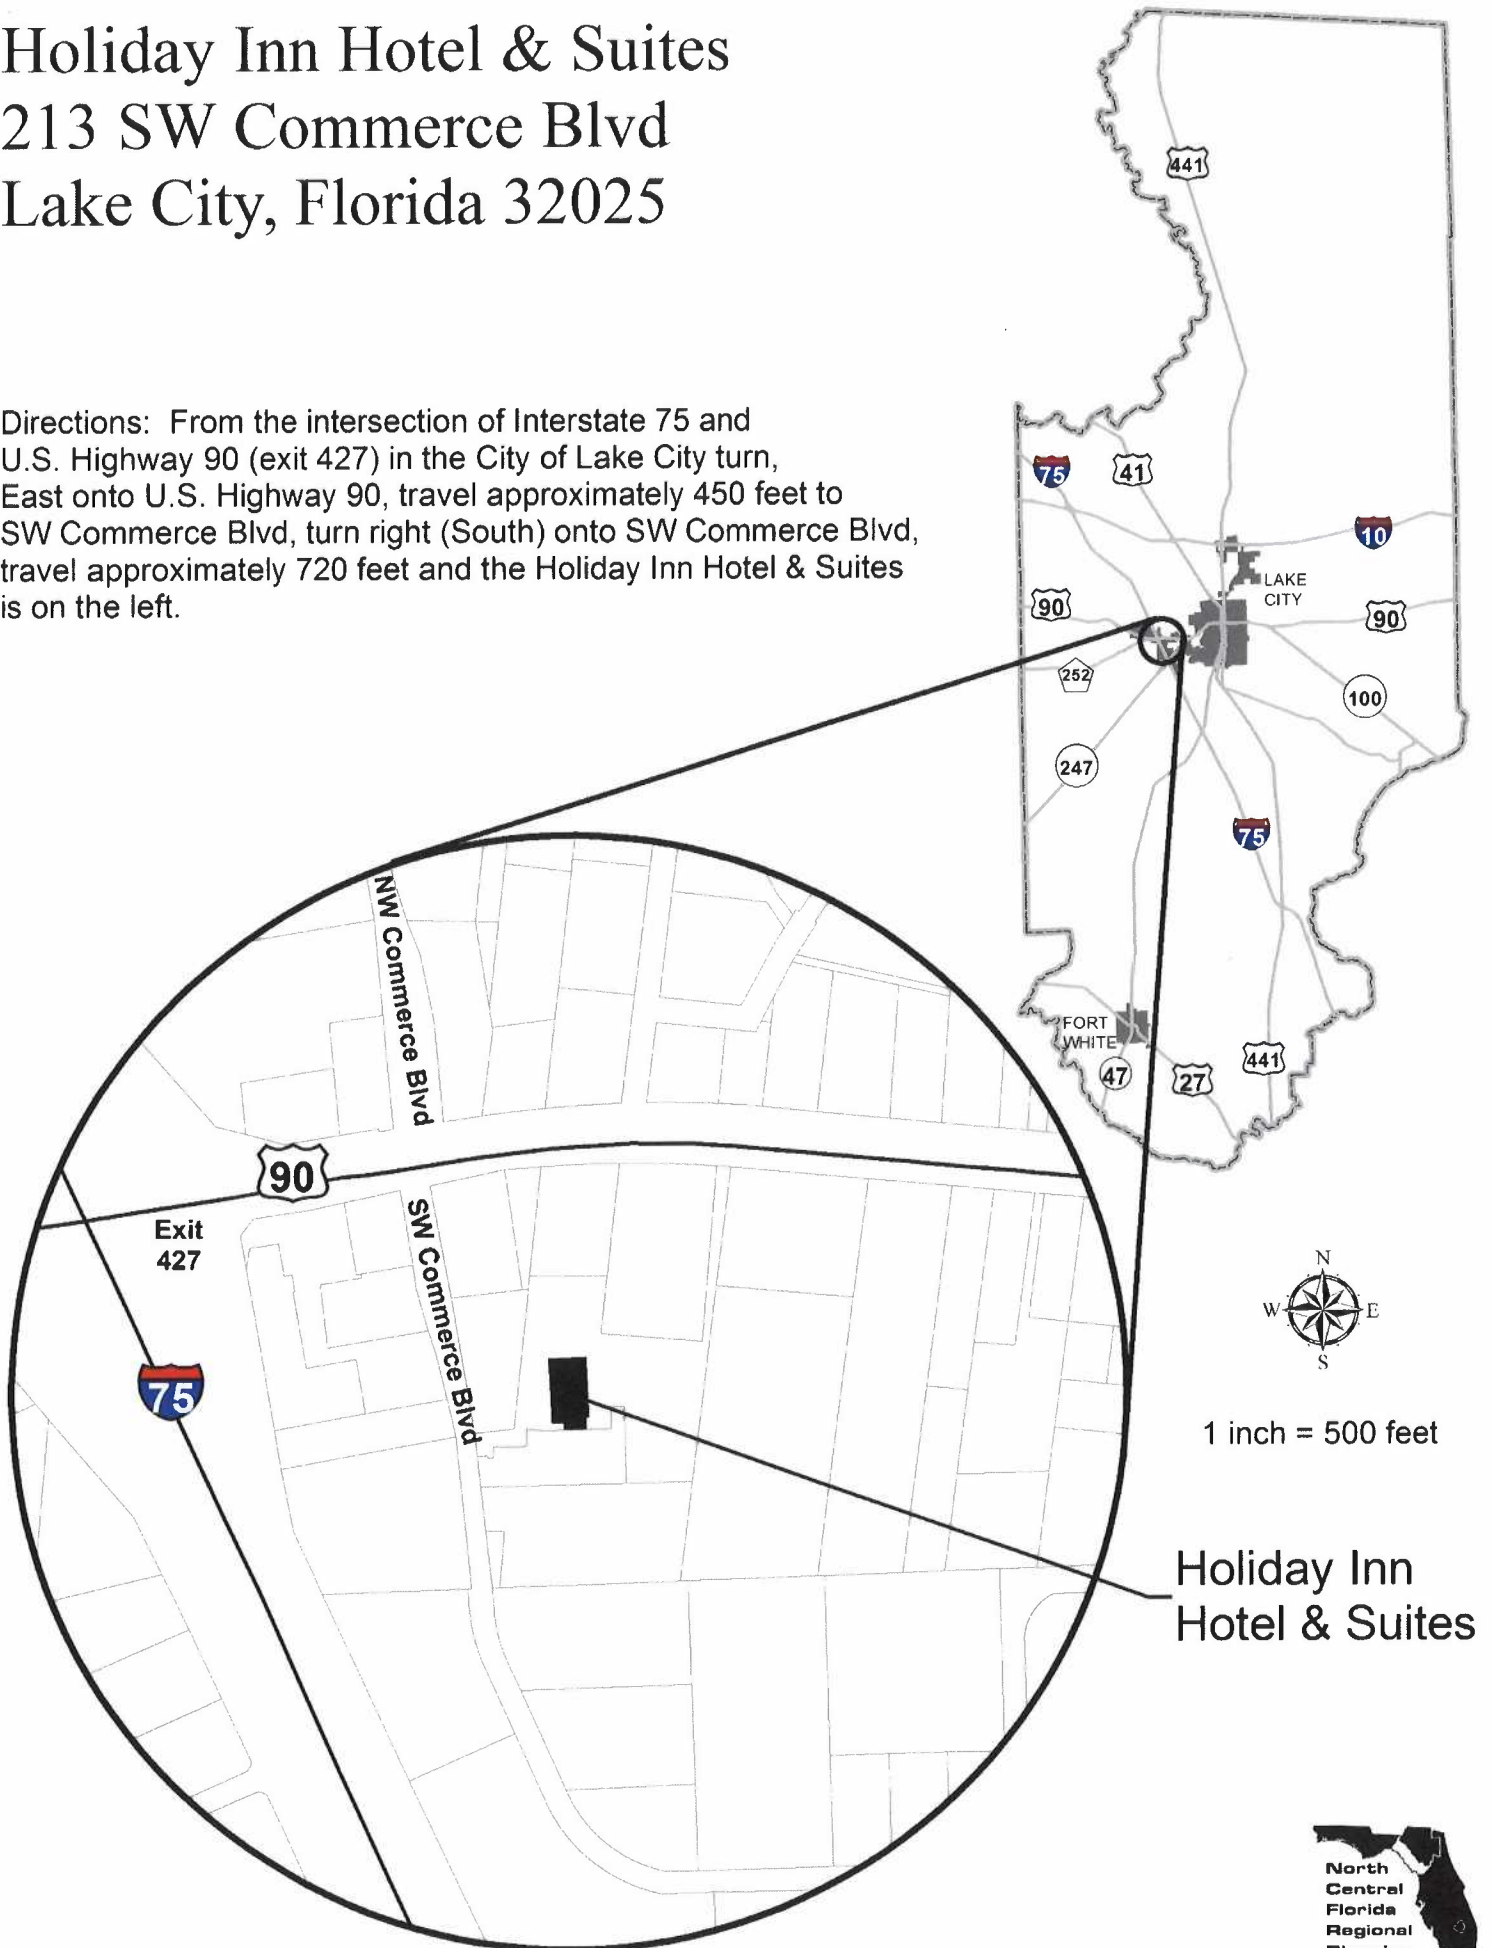 Holiday Inn Hotel & Suites
213 SW Commerce Blvd
Lake City, Florida 32025
Directions: From the intersection of Interstate 75 and
U.S. Highway 90 (exit 427) in the City of Lake City turn,
East onto U.S. Highway 90, travel approximately 450 feet to
SW Commerce Blvd, turn right (South) onto SW Commerce Blvd,
travel approximately 720 feet and the Holiday Inn Hotel & Suites
is on the left.
441
75
41
10
LAKE
CITY
90
90
252
100
247
75
FORT
WHITE
47
27
441
NW Commerce Blvd
90
Exit
427
SW Commerce Blvd
75
N
W
E
S
1 inch = 500 feet
Holiday Inn
Hotel & Suites
North
Central
Florida
Regional